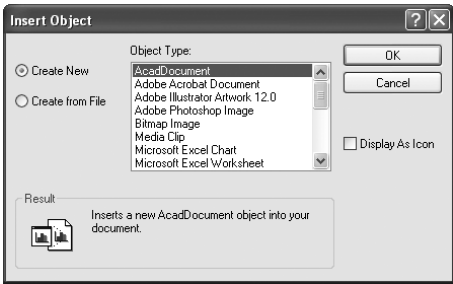 Insert Object
Object Type:
Create New
Create from File
AcadDocument
Adobe Acrobat Document
Adobe Illustrator Artwork 12.0
Adobe Photoshop Image
Bitmap Image
Media Clip
Microsoft Excel Chart
Microsoft Excel Worksheet
OK
Cancel
Display As Icon
Result
Inserts a new AcadDocument object into your
document.